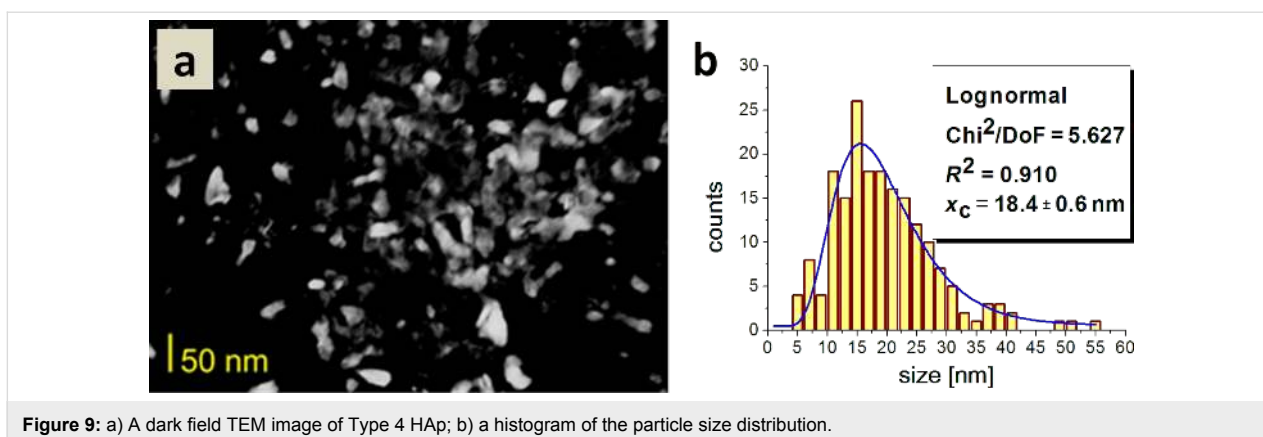 a
50 nm
b
30
25
20
15
10
5
0
counts
0 5 10 15 20 25 30 35 40 45 50 55 60
size [nm]
Lognormal
Chi²/DoF = 5.627
R² = 0.910
x_c = 18.4 ± 0.6 nm
Figure 9: a) A dark field TEM image of Type 4 HAp; b) a histogram of the particle size distribution.